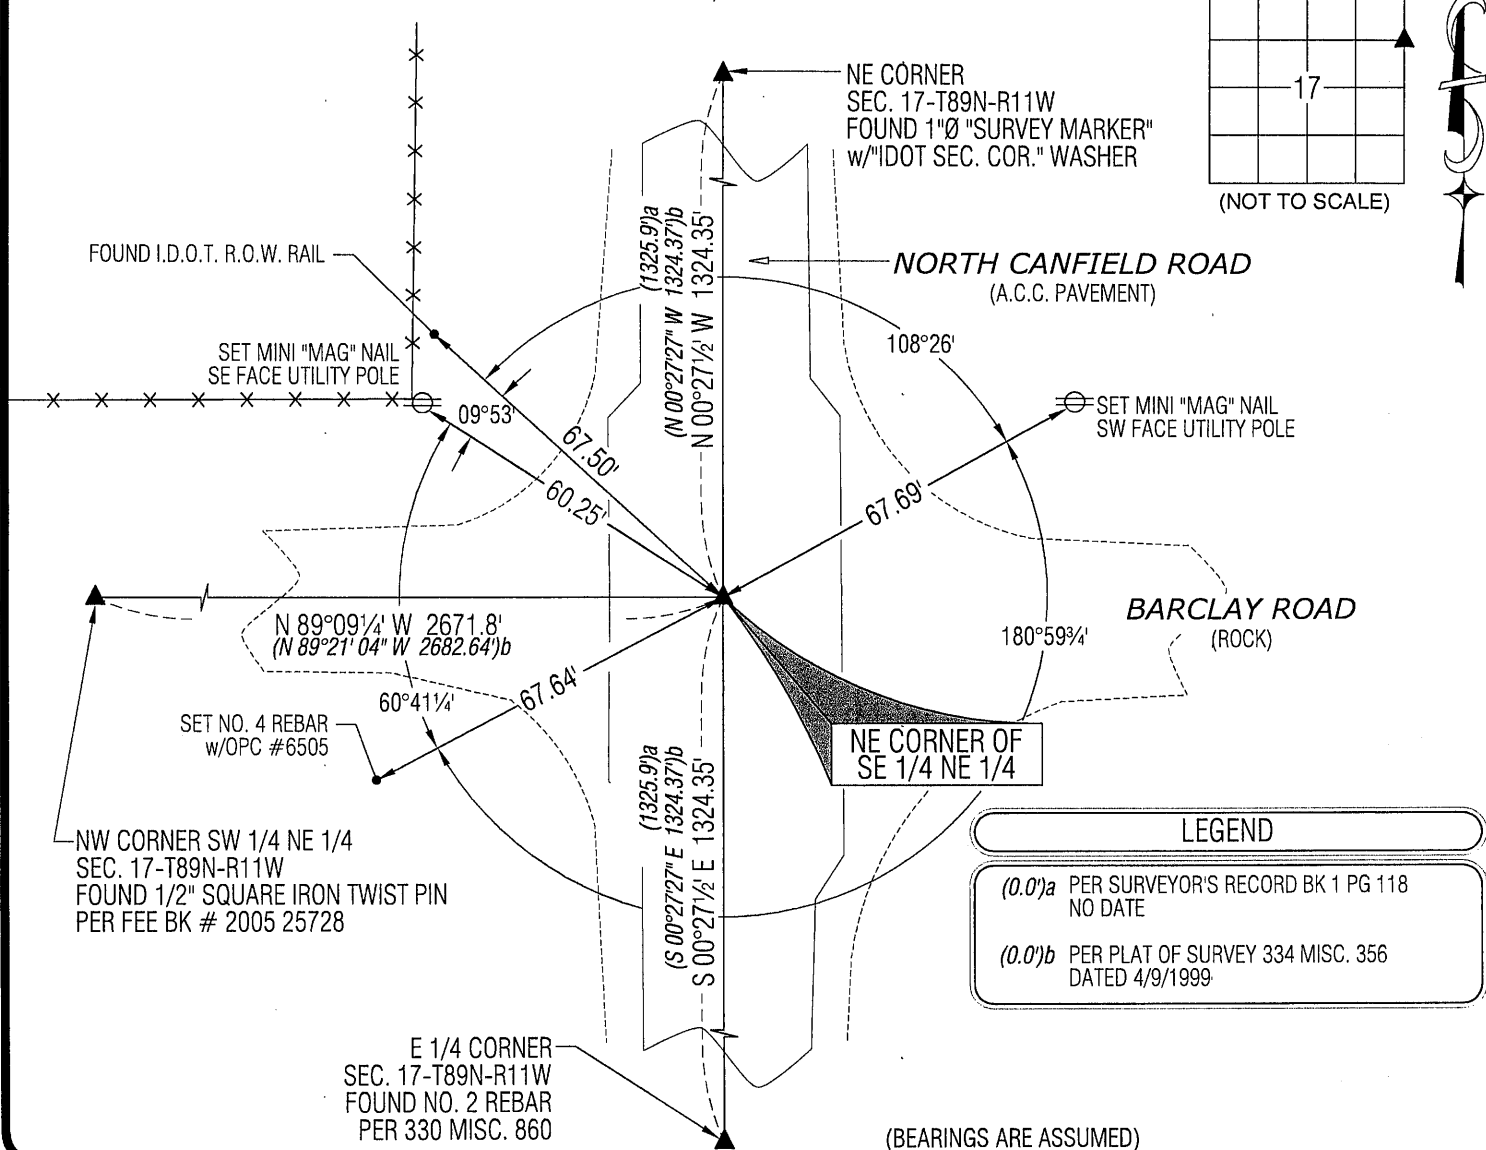 NE CORNER
SEC. 17-T89N-R11W
FOUND 1"Ø "SURVEY MARKER"
w/"IDOT SEC. COR." WASHER
17
(NOT TO SCALE)
FOUND I.D.O.T. R.O.W. RAIL
(1325.9')a
(N 00°27'27" W 1324.37')b
N 00°27½' W 1324.35'
NORTH CANFIELD ROAD
(A.C.C. PAVEMENT)
108°26'
SET MINI "MAG" NAIL
SE FACE UTILITY POLE
09°53'
67.50'
60.25'
67.69'
SET MINI "MAG" NAIL
SW FACE UTILITY POLE
N 89°09¼' W 2671.8'
(N 89°21' 04" W 2682.64')b
BARCLAY ROAD
(ROCK)
180°59¾'
60°41¼'
67.64'
SET NO. 4 REBAR
w/OPC #6505
(1325.9')a
(S 00°27'27" E 1324.37')b
S 00°27½' E 1324.35'
NE CORNER OF
SE 1/4 NE 1/4
NW CORNER SW 1/4 NE 1/4
SEC. 17-T89N-R11W
FOUND 1/2" SQUARE IRON TWIST PIN
PER FEE BK # 2005 25728
LEGEND
(0.0')a PER SURVEYOR'S RECORD BK 1 PG 118
NO DATE
(0.0')b PER PLAT OF SURVEY 334 MISC. 356
DATED 4/9/1999
E 1/4 CORNER
SEC. 17-T89N-R11W
FOUND NO. 2 REBAR
PER 330 MISC. 860
(BEARINGS ARE ASSUMED)